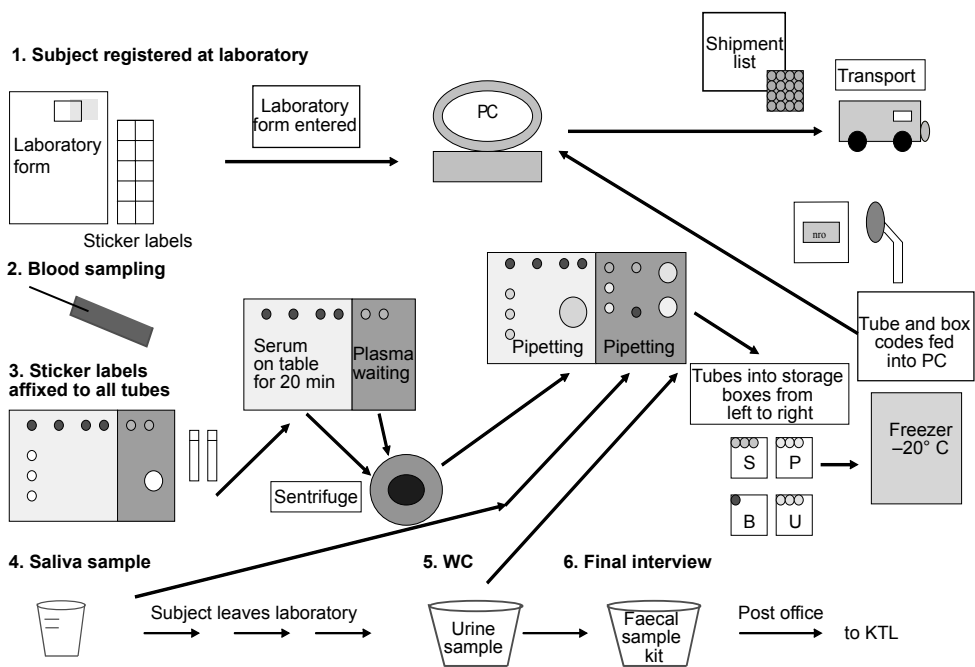 1. Subject registered at laboratory
Laboratory
form
Sticker labels
Laboratory
form entered
PC
Shipment
list
Transport
nro
Tube and box
codes fed
into PC
2. Blood sampling
3. Sticker labels
affixed to all tubes
Serum
on table
for 20 min
Plasma
waiting
Sentrifuge
Pipetting
Pipetting
Tubes into storage
boxes from
left to right
S
P
B
U
Freezer
–20° C
4. Saliva sample
Subject leaves laboratory
5. WC
Urine
sample
6. Final interview
Faecal
sample
kit
Post office
to KTL